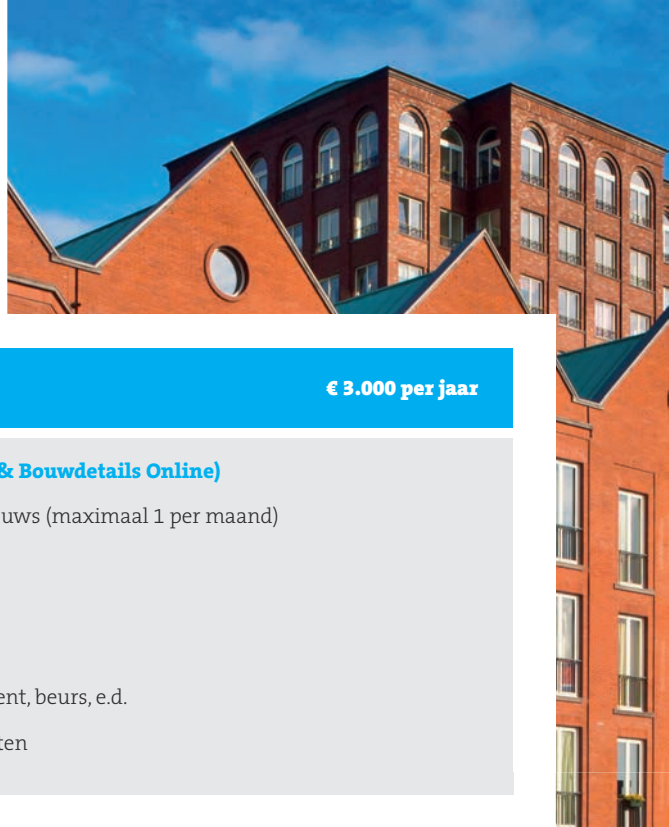 € 3.000 per jaar
& Bouwdetails Online)
uws (maximaal 1 per maand)
ent, beurs, e.d.
ten